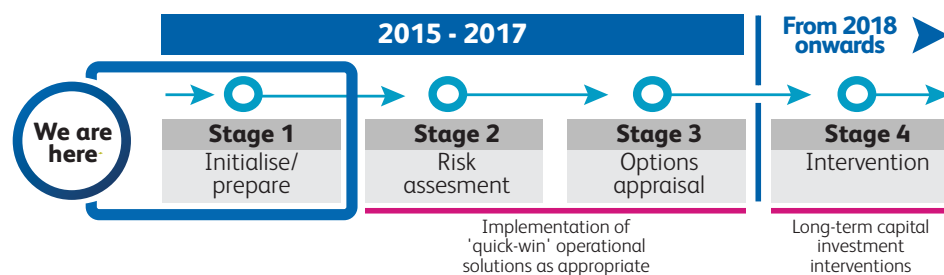 2015 - 2017
From 2018
onwards
We are
here
Stage 1
Initialise/
prepare
Stage 2
Risk
assesment
Stage 3
Options
appraisal
Stage 4
Intervention
Implementation of
'quick-win' operational
solutions as appropriate
Long-term capital
investment
interventions